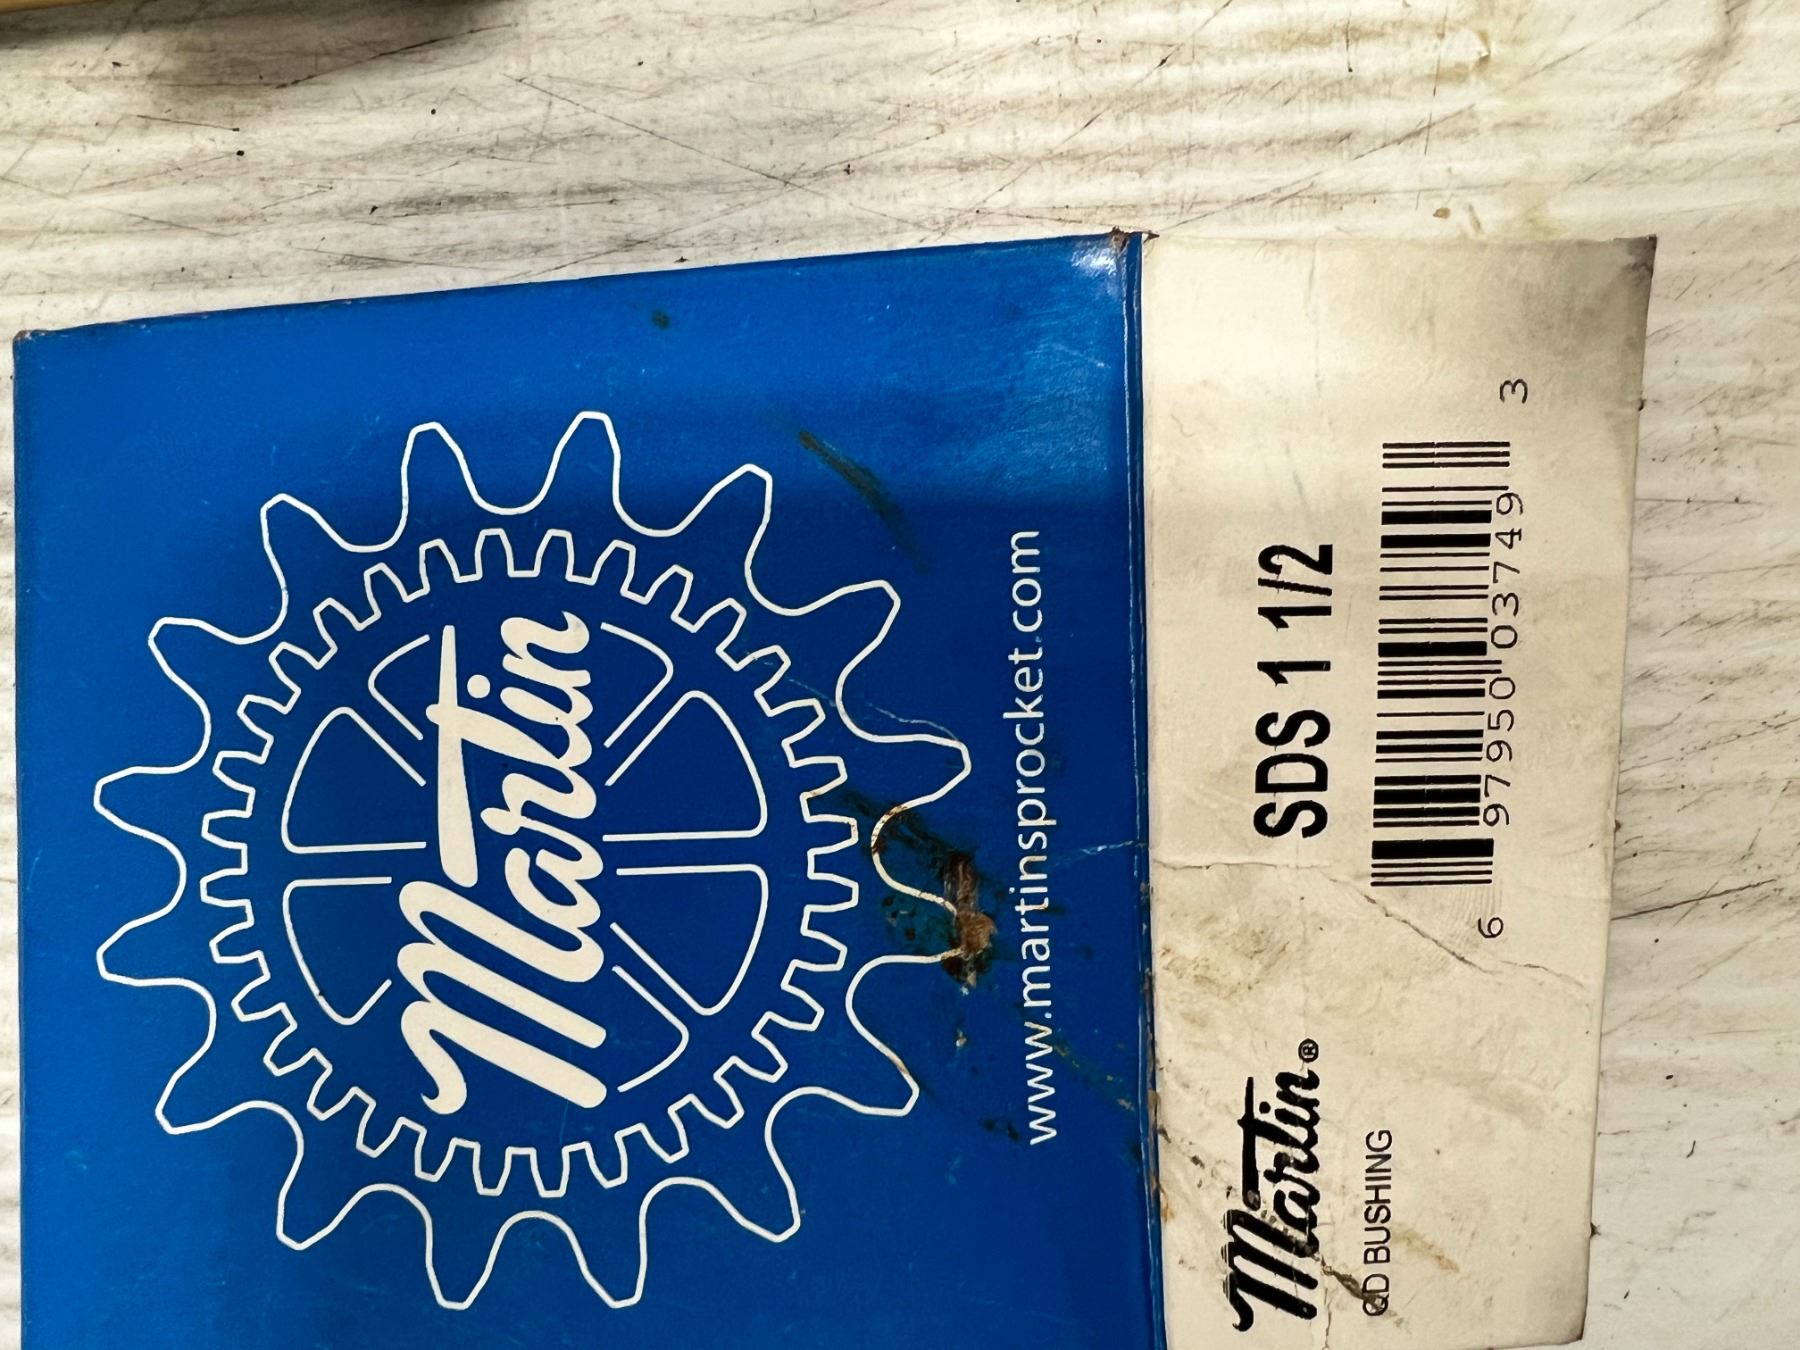 Martin
www.martinsprocket.com
Martin®
QD BUSHING
SDS 1 1/2
6 97950 03749 3